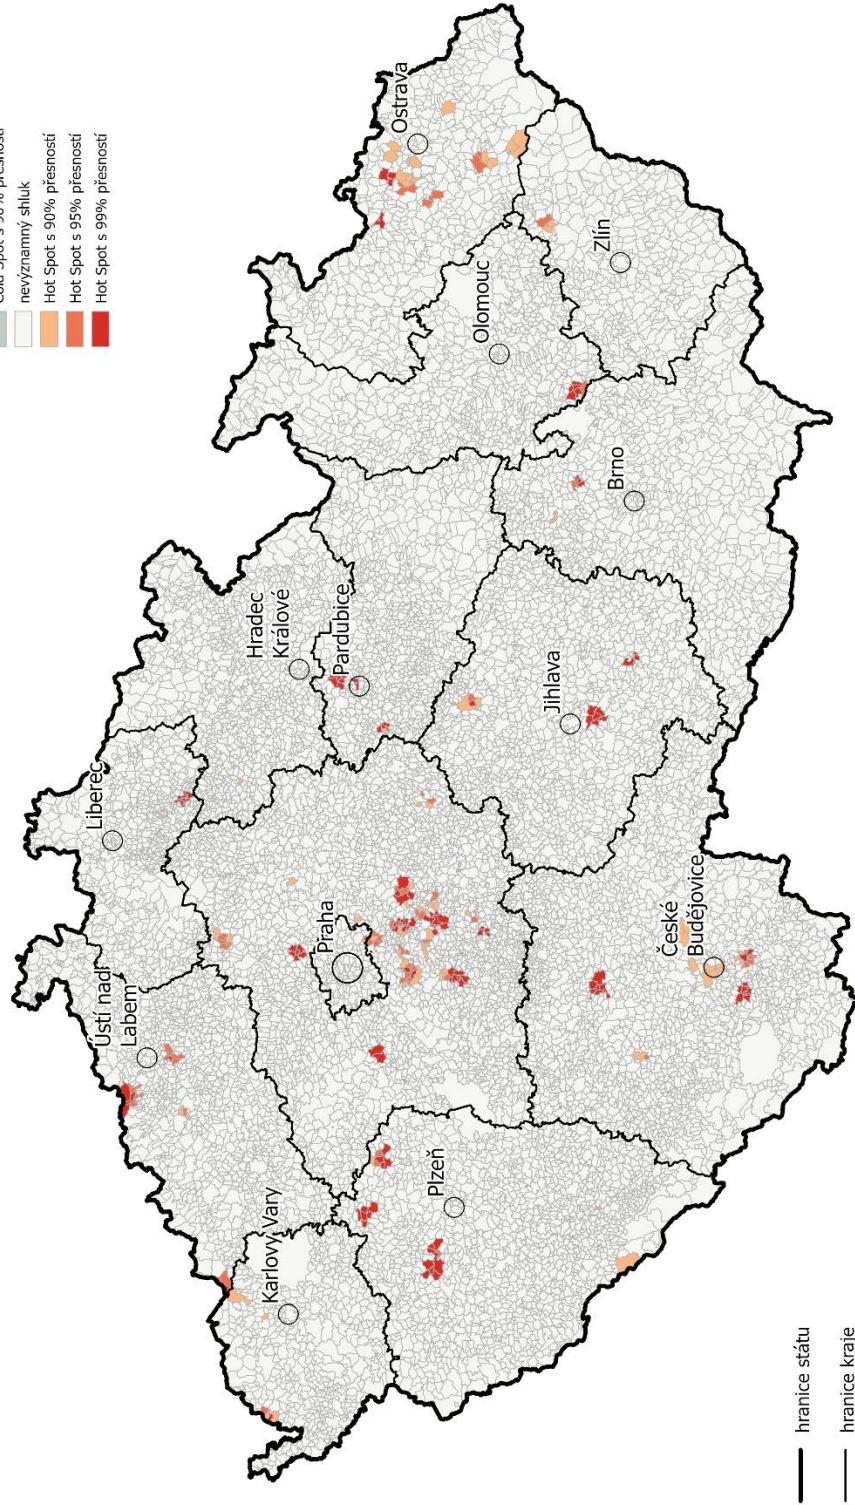 Cold Spot s 90% přesností
nevýznamný shluk
Hot Spot s 90% přesností
Hot Spot s 95% přesností
Hot Spot s 99% přesností
Liberec
Ústí nad
Labem
Karlovy Vary
Hradec
Králové
Praha
Pardubice
Ostrava
Plzeň
Olomouc
Jihlava
Zlín
Brno
České
Budějovice
hranice státu
hranice kraje